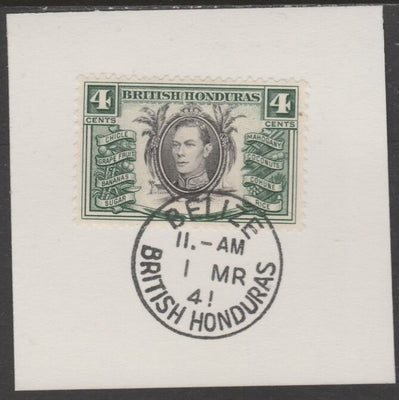 BRITISH HONDURAS
4 4
CENTS CENTS
CHICLE
GRAPE FRUIT
BANANAS
SUGAR
MAHOGANY
COCONUTS
COHUNE
RICE
BELIZE
11.-AM
1 MR
41
BRITISH HONDURAS